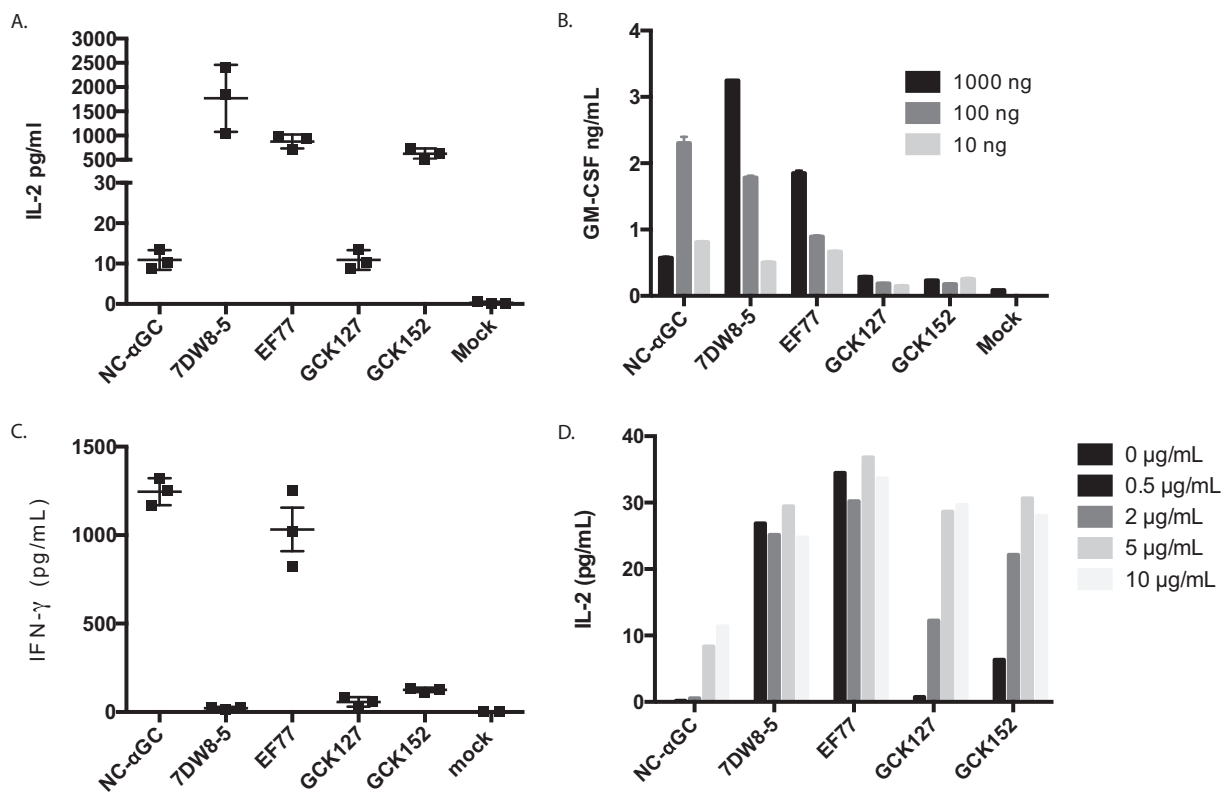 A.
IL-2 pg/ml
3000
2500
2000
1500
1000
500
30
20
10
0
NC-αGC
7DW8-5
EF77
GCK127
GCK152
Mock
B.
GM-CSF ng/mL
4
3
2
1
0
1000 ng
100 ng
10 ng
NC-αGC
7DW8-5
EF77
GCK127
GCK152
Mock
C.
IFN-γ (pg/mL)
1500
1000
500
0
NC-αGC
7DW8-5
EF77
GCK127
GCK152
mock
D.
IL-2 (pg/mL)
40
30
20
10
0
0 µg/mL
0.5 µg/mL
2 µg/mL
5 µg/mL
10 µg/mL
NC-αGC
7DW8-5
EF77
GCK127
GCK152